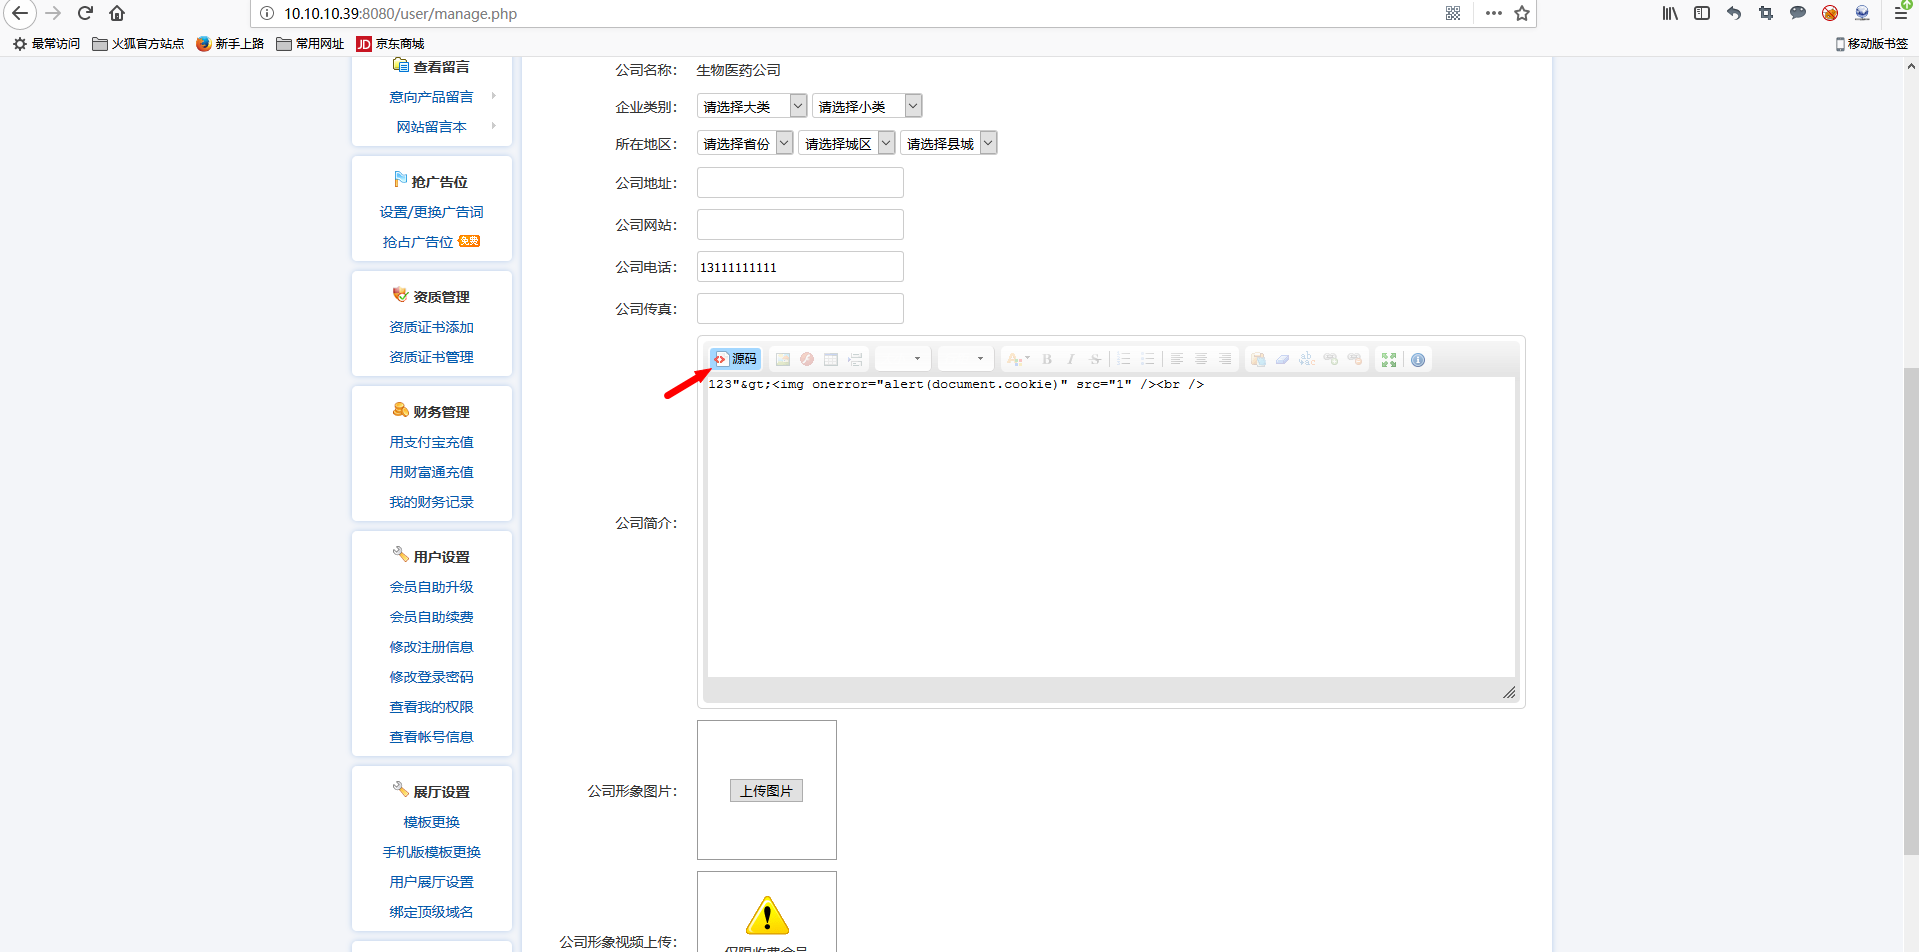 10.10.10.39:8080/user/manage.php
最常访问 火狐官方站点 新手上路 常用网址 JD 京东商城 移动版书签
查看留言
意向产品留言
网站留言本
抢广告位
设置/更换广告词
抢占广告位 免费
资质管理
资质证书添加
资质证书管理
财务管理
用支付宝充值
用财富通充值
我的财务记录
用户设置
会员自助升级
会员自助续费
修改注册信息
修改登录密码
查看我的权限
查看帐号信息
展厅设置
模板更换
手机版模板更换
用户展厅设置
绑定顶级域名
公司名称： 生物医药公司
企业类别： 请选择大类 请选择小类
所在地区： 请选择省份 请选择城区 请选择县城
公司地址：
公司网站：
公司电话： 13111111111
公司传真：
源码
123"&gt;<img onerror="alert(document.cookie)" src="1" /><br />
公司简介：
公司形象图片： 上传图片
公司形象视频上传：
仅限收费会员